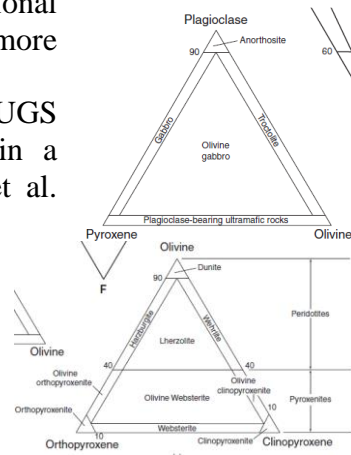 ional
more
UGS
in a
et al.
Plagioclase
Anorthosite
90
60
Gabbro
Troctolite
Olivine
gabbro
Plagioclase-bearing ultramafic rocks
Pyroxene
Olivine
F
Olivine
Olivine
90
Dunite
Harzburgite
Wehrlite
Peridotites
Lherzolite
40
40
Olivine
orthopyroxenite
Olivine
clinopyroxenite
Olivine Websterite
Pyroxenites
Orthopyroxenite
10
Websterite
10
Clinopyroxenite
Orthopyroxene
Clinopyroxene